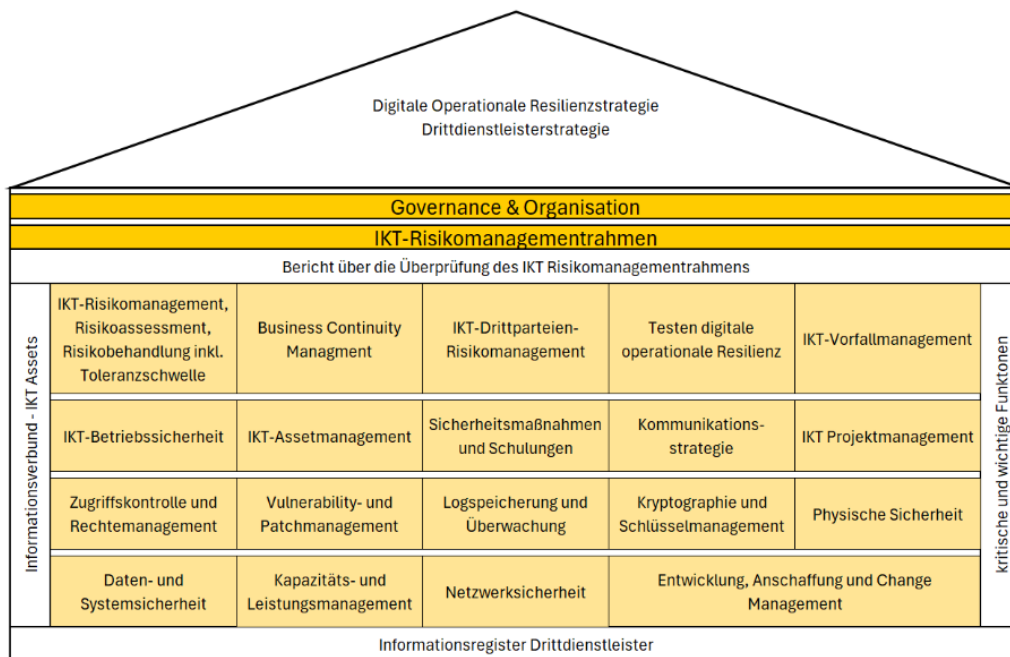 Digitale Operationale Resilienzstrategie
Drittdienstleisterstrategie
Governance & Organisation
IKT-Risikomanagementrahmen
Bericht über die Überprüfung des IKT Risikomanagementrahmens
Informationsverbund - IKT Assets
IKT-Risikomanagement,
Risikoassessment,
Risikobehandlung inkl.
Toleranzschwelle
Business Continuity
Managment
IKT-Drittparteien-
Risikomanagement
Testen digitale
operationale Resilienz
IKT-Vorfallmanagement
IKT-Betriebssicherheit
IKT-Assetmanagement
Sicherheitsmaßnahmen
und Schulungen
Kommunikations-
strategie
IKT Projektmanagement
Zugriffskontrolle und
Rechtemanagement
Vulnerability- und
Patchmanagement
Logspeicherung und
Überwachung
Kryptographie und
Schlüsselmanagement
Physische Sicherheit
Daten- und
Systemsicherheit
Kapazitäts- und
Leistungsmanagement
Netzwerksicherheit
Entwicklung, Anschaffung und Change
Management
kritische und wichtige Funktonen
Informationsregister Drittdienstleister